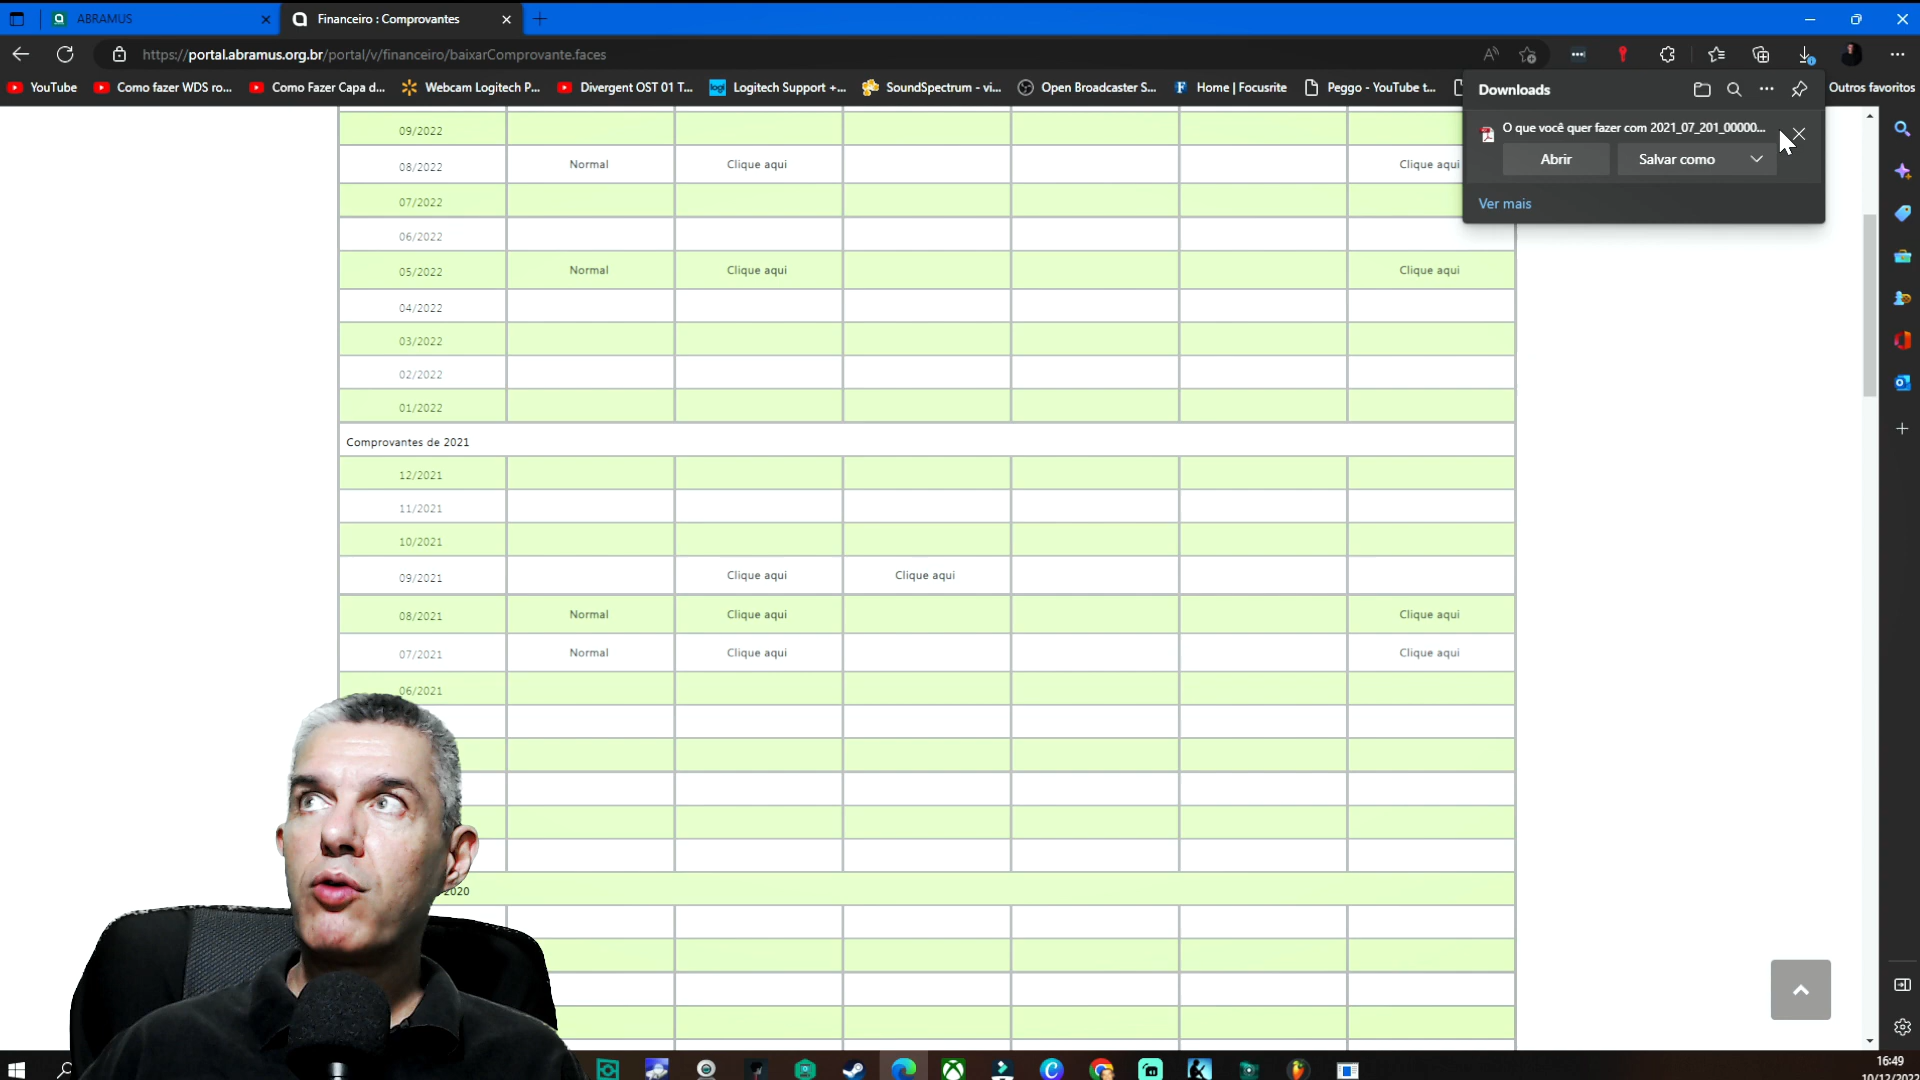 ABRAMUS
Financeiro : Comprovantes
https://portal.abramus.org.br/portal/v/financeiro/baixarComprovante.faces
YouTube
Como fazer WDS ro...
Como Fazer Capa d...
Webcam Logitech P...
Divergent OST 01 T...
Logitech Support +...
SoundSpectrum - vi...
Open Broadcaster S...
Home | Focusrite
Peggo - YouTube t...
Outros favoritos
Downloads
O que você quer fazer com 2021_07_201_00000...
Abrir
Salvar como
Ver mais
09/2022
08/2022 Normal Clique aqui Clique aqui
07/2022
06/2022
05/2022 Normal Clique aqui Clique aqui
04/2022
03/2022
02/2022
01/2022
Comprovantes de 2021
12/2021
11/2021
10/2021
09/2021 Clique aqui Clique aqui
08/2021 Normal Clique aqui Clique aqui
07/2021 Normal Clique aqui Clique aqui
06/2021
2020
16:49
10/12/2022